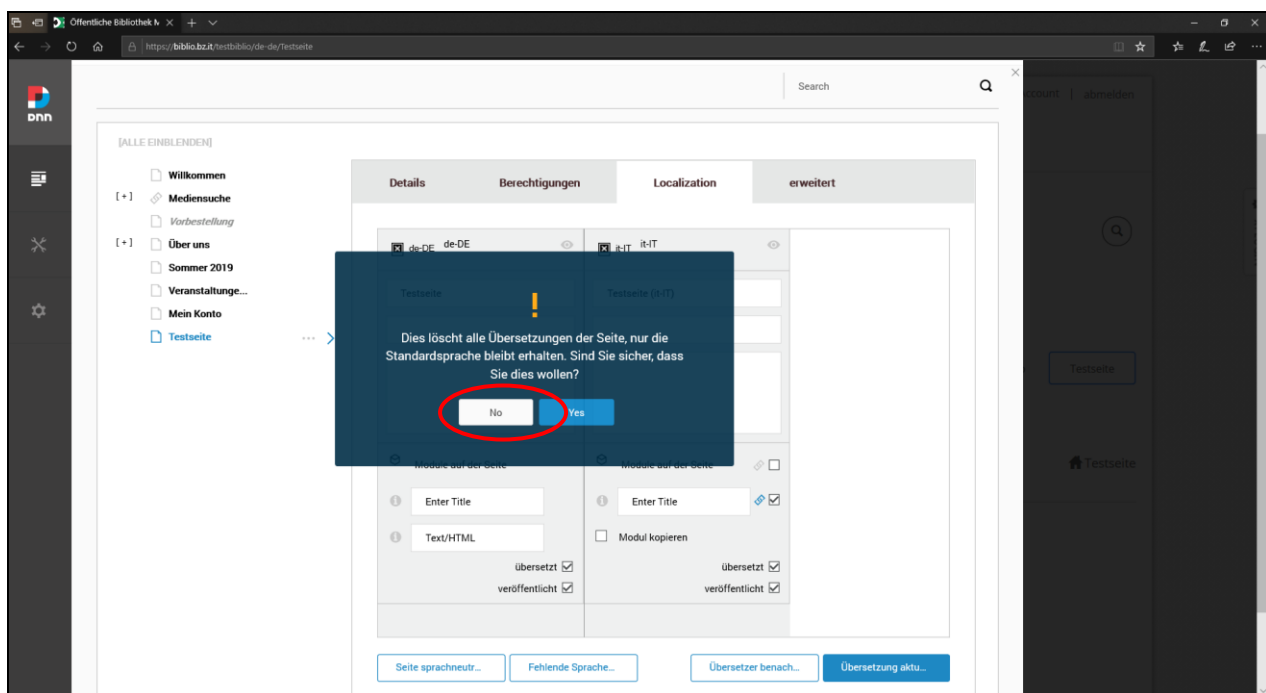 Öffentliche Bibliothek
https://biblio.bz.it/testbiblio/de-de/Testseite
dnn
Search
account | abmelden
[ALLE EINBLENDEN]
Willkommen
[+] Mediensuche
Vorbestellung
[+] Über uns
Sommer 2019
Veranstaltunge...
Mein Konto
Testseite ...
Details Berechtigungen Localization erweitert
de-DE de-DE it-IT it-IT
Testseite Testseite (it-IT)
!
Dies löscht alle Übersetzungen der Seite, nur die
Standardsprache bleibt erhalten. Sind Sie sicher, dass
Sie dies wollen?
No Yes
Testseite
Module auf der Seite Module auf der Seite
Testseite
Enter Title Enter Title
Text/HTML Modul kopieren
übersetzt übersetzt
veröffentlicht veröffentlicht
Seite sprachneutr... Fehlende Sprache... Übersetzer benach... Übersetzung aktu...